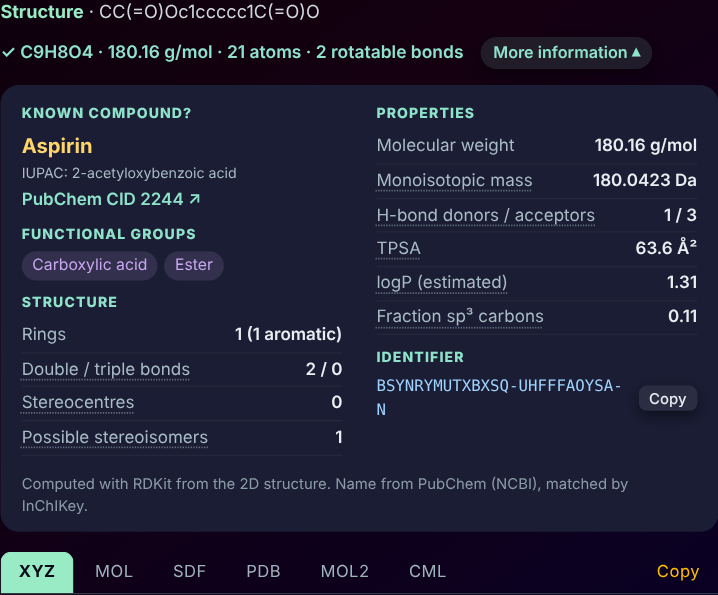 Structure · CC(=O)Oc1ccccc1C(=O)O
✓ C9H8O4 · 180.16 g/mol · 21 atoms · 2 rotatable bonds
More information ▴
KNOWN COMPOUND?
Aspirin
IUPAC: 2-acetyloxybenzoic acid
PubChem CID 2244 ↗
FUNCTIONAL GROUPS
Carboxylic acid Ester
STRUCTURE
Rings 1 (1 aromatic)
Double / triple bonds 2 / 0
Stereocentres 0
Possible stereoisomers 1
PROPERTIES
Molecular weight 180.16 g/mol
Monoisotopic mass 180.0423 Da
H-bond donors / acceptors 1 / 3
TPSA 63.6 Å²
logP (estimated) 1.31
Fraction sp³ carbons 0.11
IDENTIFIER
BSYNRYMUTXBXSQ-UHFFFAOYSA-
N
Copy
Computed with RDKit from the 2D structure. Name from PubChem (NCBI), matched by
InChIKey.
XYZ MOL SDF PDB MOL2 CML Copy